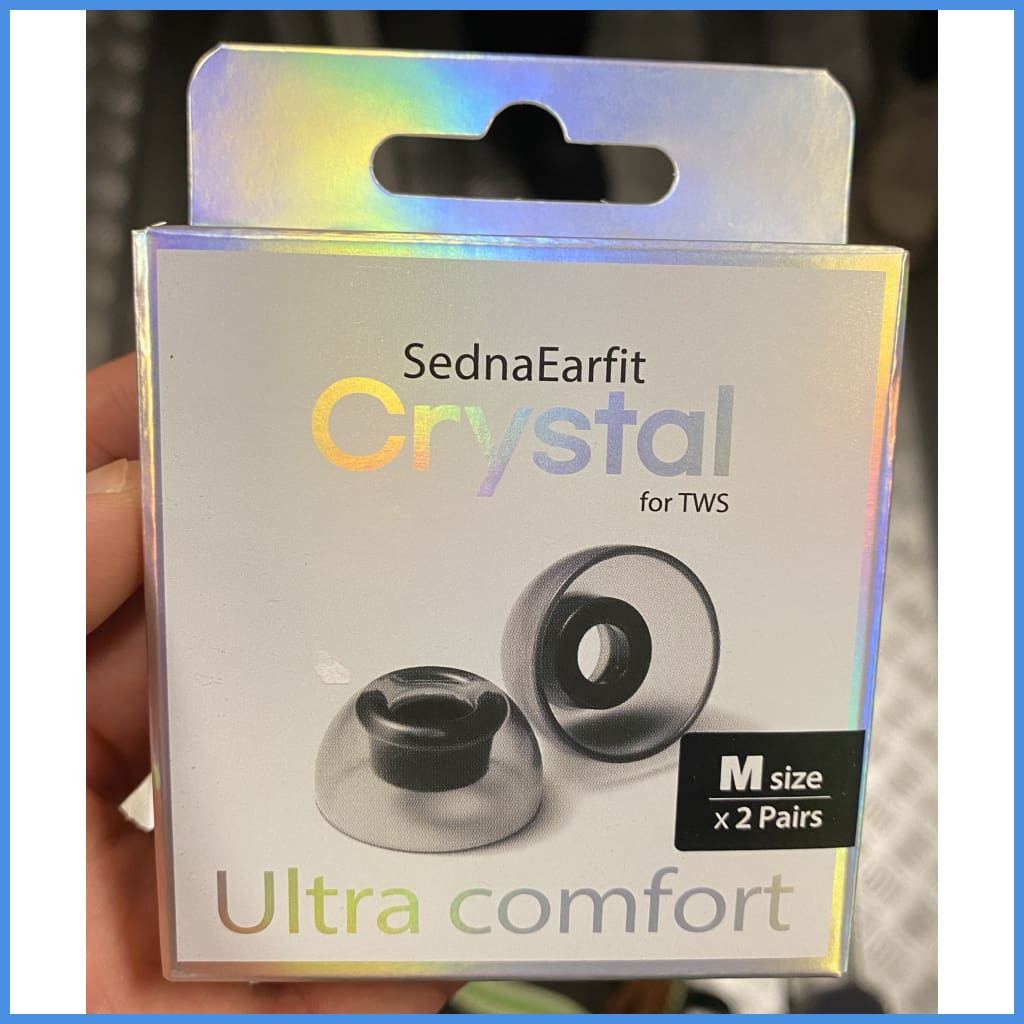 SednaEarfit
Crystal
for TWS
M size
x 2 Pairs
Ultra comfort